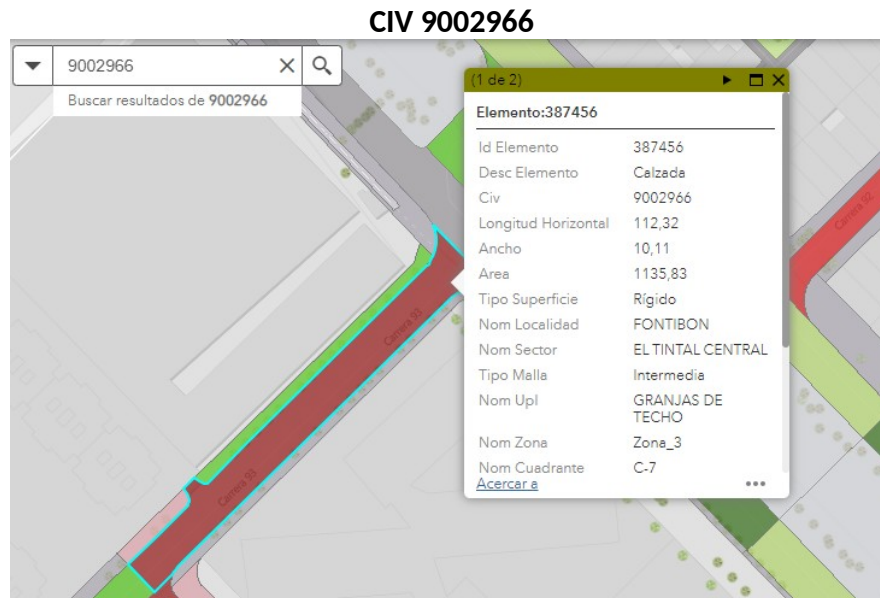 CIV 9002966
9002966
Buscar resultados de 9002966
(1 de 2)
Elemento:387456
Id Elemento 387456
Desc Elemento Calzada
Civ 9002966
Longitud Horizontal 112,32
Ancho 10,11
Area 1135,83
Tipo Superficie Rígido
Nom Localidad FONTIBON
Nom Sector EL TINTAL CENTRAL
Tipo Malla Intermedia
Nom Upl GRANJAS DE
TECHO
Nom Zona Zona_3
Nom Cuadrante C-7
Acercar a
Carrera 92
Carrera 93
Carrera 93